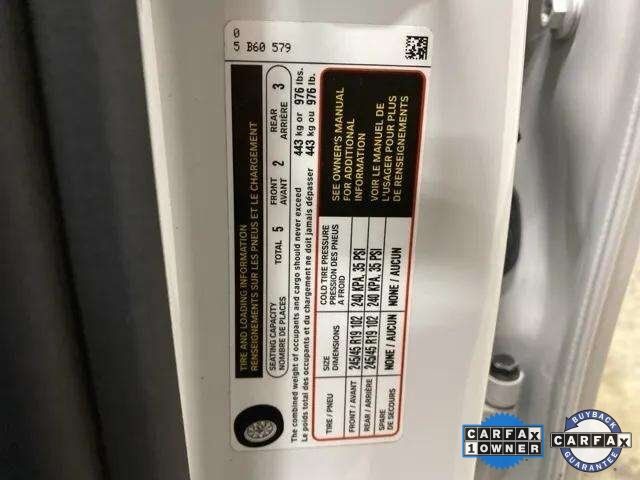 0
5 B60 579
TIRE AND LOADING INFORMATION
RENSEIGNEMENTS SUR LES PNEUS ET LE CHARGEMENT
SEATING CAPACITY
NOMBRE DE PLACES
TOTAL 5
FRONT
AVANT 2
REAR
ARRIÈRE 3
The combined weight of occupants and cargo should never exceed 443 kg or 976 lbs.
Le poids total des occupants et du chargement ne doit jamais dépasser 443 kg ou 976 lb.
TIRE / PNEU
SIZE
DIMENSIONS
COLD TIRE PRESSURE
PRESSION DES PNEUS
A FROID
FRONT / AVANT 245/45 R19 102 240 KPA, 35 PSI
REAR / ARRIÈRE 245/45 R19 102 240 KPA, 35 PSI
SPARE
DE SECOURS
NONE / AUCUN NONE / AUCUN
SEE OWNER'S MANUAL
FOR ADDITIONAL
INFORMATION
VOIR LE MANUEL DE
L'USAGER POUR PLUS
DE RENSEIGNEMENTS
CARFAX
1 OWNER
BUYBACK
CARFAX
GUARANTEE